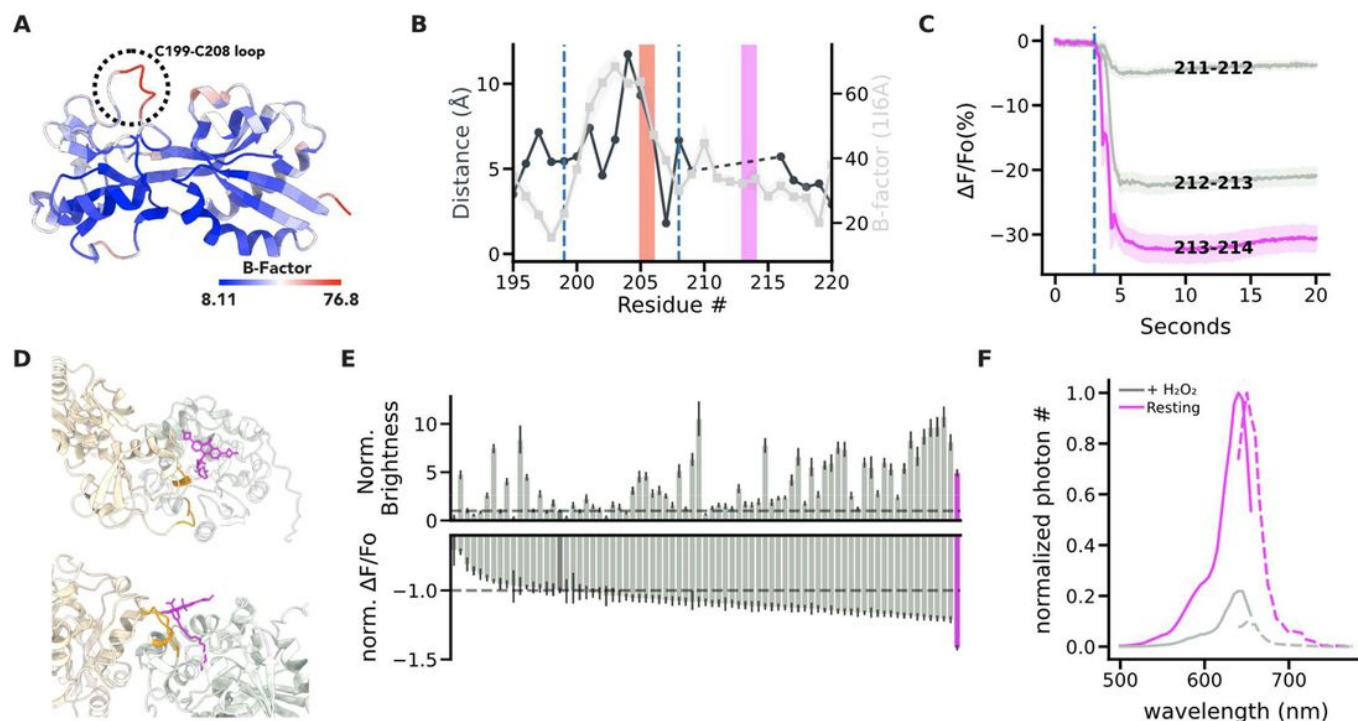 A
C199-C208 loop
B-Factor
8.11
76.8
B
Distance (Å)
10
5
0
B-factor (1I6A)
60
40
20
195
200
205
210
215
220
Residue #
C
ΔF/Fo(%)
0
−10
−20
−30
211-212
212-213
213-214
0
5
10
15
20
Seconds
D
E
Norm.
Brightness
10
5
0
norm. ΔF/Fo
−1.0
−1.5
F
normalized photon #
1.0
0.8
0.6
0.4
0.2
0.0
+ H₂O₂
Resting
500
600
700
wavelength (nm)